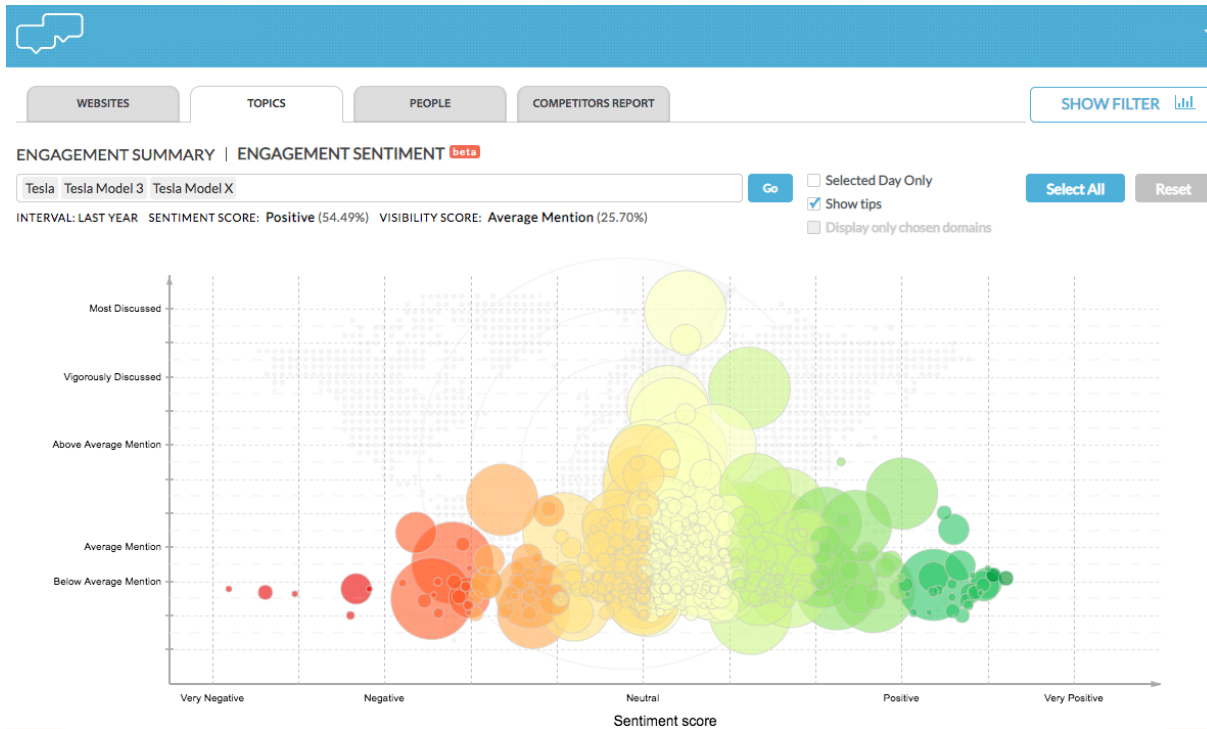 WEBSITES TOPICS PEOPLE COMPETITORS REPORT SHOW FILTER
ENGAGEMENT SUMMARY | ENGAGEMENT SENTIMENT beta
Tesla Tesla Model 3 Tesla Model X Go
Selected Day Only
Show tips
Display only chosen domains
Select All Reset
INTERVAL: LAST YEAR SENTIMENT SCORE: Positive (54.49%) VISIBILITY SCORE: Average Mention (25.70%)
Most Discussed
Vigorously Discussed
Above Average Mention
Average Mention
Below Average Mention
Very Negative Negative Neutral Positive Very Positive
Sentiment score